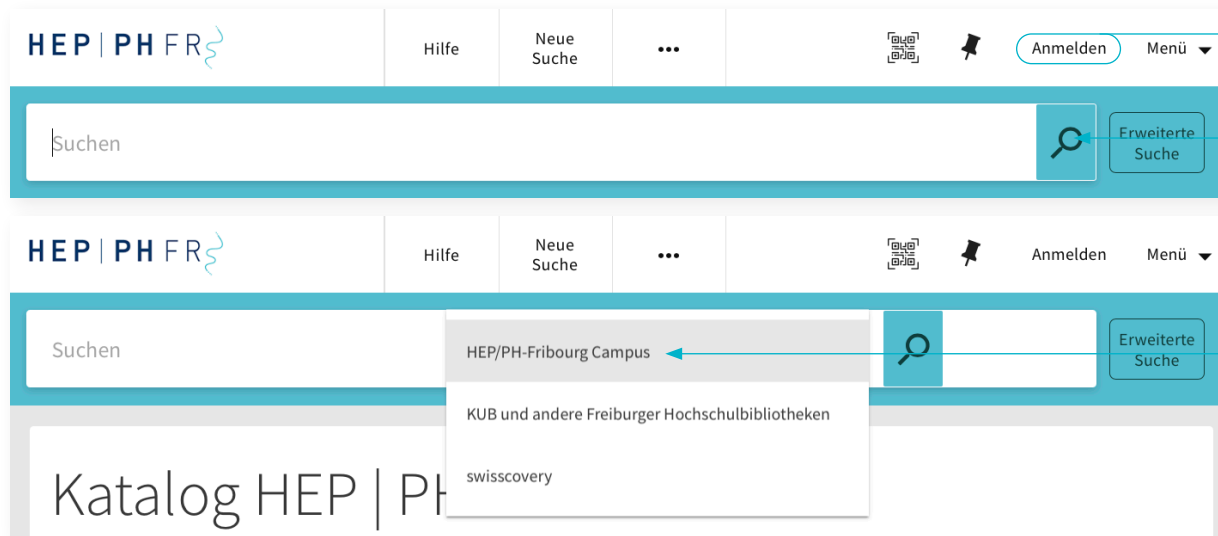 HEP | PH FR
Hilfe
Neue
Suche
•••
Anmelden
Menü
Suchen
Erweiterte
Suche
HEP | PH FR
Hilfe
Neue
Suche
•••
Anmelden
Menü
Suchen
Erweiterte
Suche
HEP/PH-Fribourg Campus
KUB und andere Freiburger Hochschulbibliotheken
swisscovery
Katalog HEP | PH